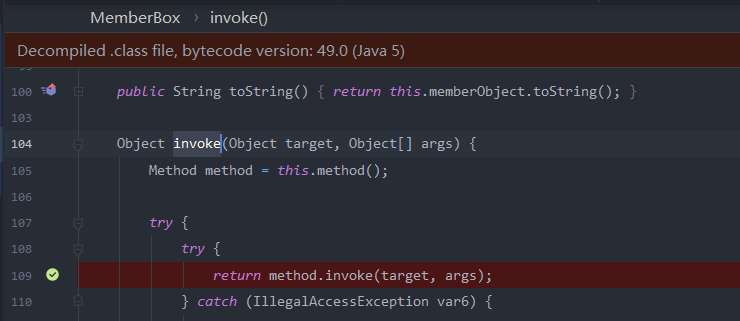 MemberBox › invoke()
Decompiled .class file, bytecode version: 49.0 (Java 5)
100 public String toString() { return this.memberObject.toString(); }
103
104 Object invoke(Object target, Object[] args) {
105 Method method = this.method();
106
107 try {
108 try {
109 return method.invoke(target, args);
110 } catch (IllegalAccessException var6) {